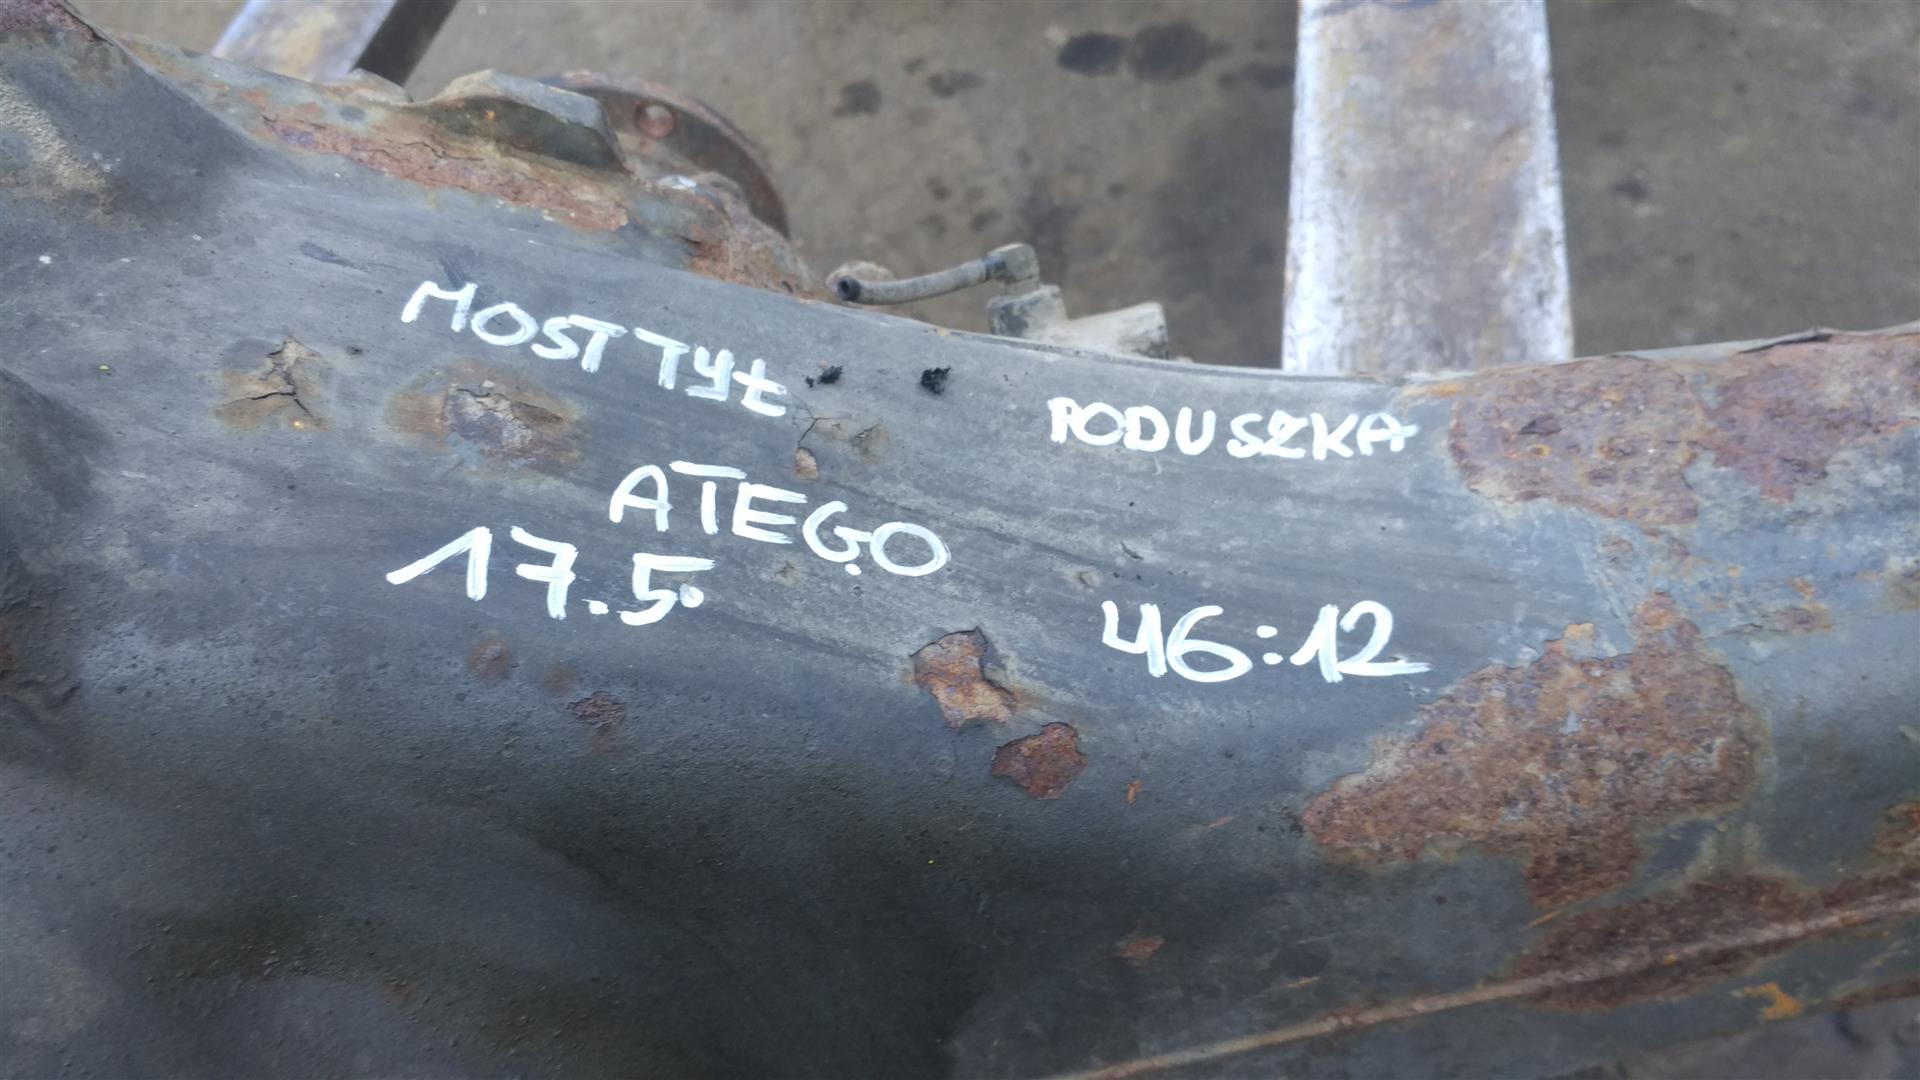 MOST TYŁ
PODUSZKA
ATEGO
17.5
46:12